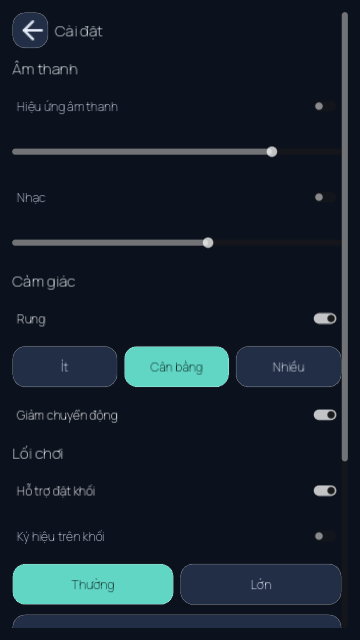 Cài đặt
Âm thanh
Hiệu ứng âm thanh
Nhạc
Cảm giác
Rung
Ít
Cân bằng
Nhiều
Giảm chuyển động
Lối chơi
Hỗ trợ đặt khối
Ký hiệu trên khối
Thường
Lớn